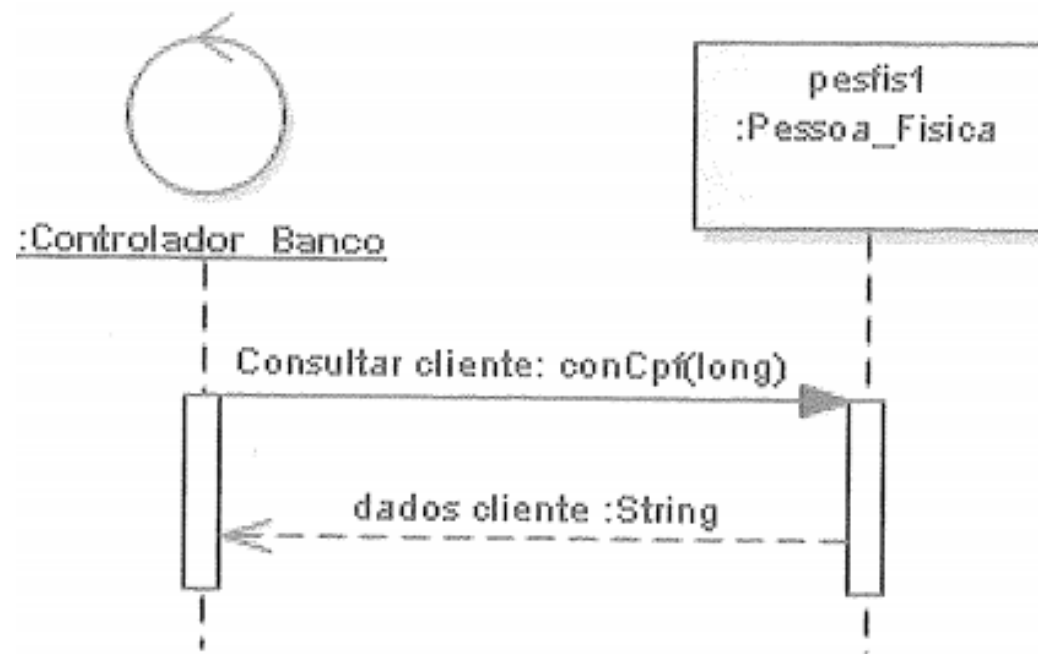 pesfis1
:Pessoa_Fisica
:Controlador_Banco
Consultar cliente: conCpf(long)
dados cliente :String